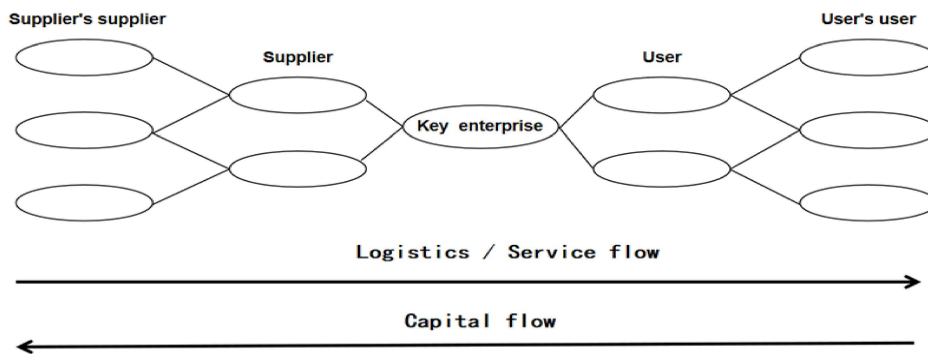 Supplier's supplier
User's user
Supplier
User
Key enterprise
Logistics / Service flow
Capital flow